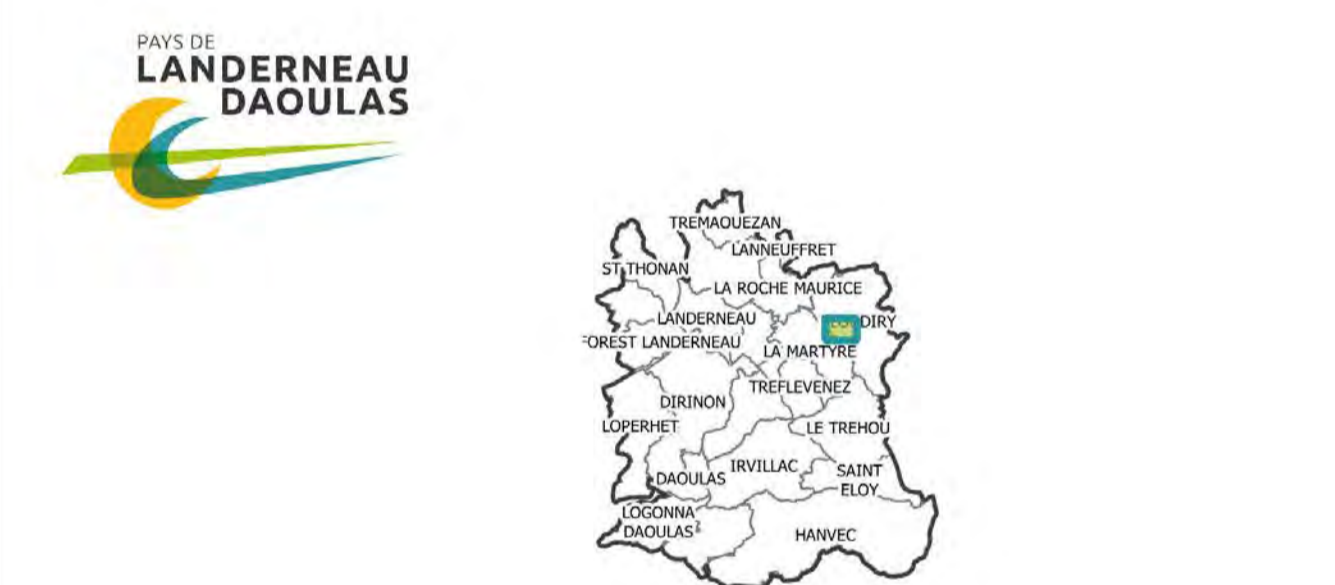 PAYS DE
LANDERNEAU
DAOULAS
TREMAOUEZAN
LANNEUFFRET
ST THONAN
LA ROCHE MAURICE
LANDERNEAU
DIRY
OREST LANDERNEAU
LA MARTYRE
TREFLEVENEZ
DIRINON
LOPERHET
LE TREHOU
IRVILLAC
SAINT
ELOY
DAOULAS
LOGONNA
DAOULAS
HANVEC